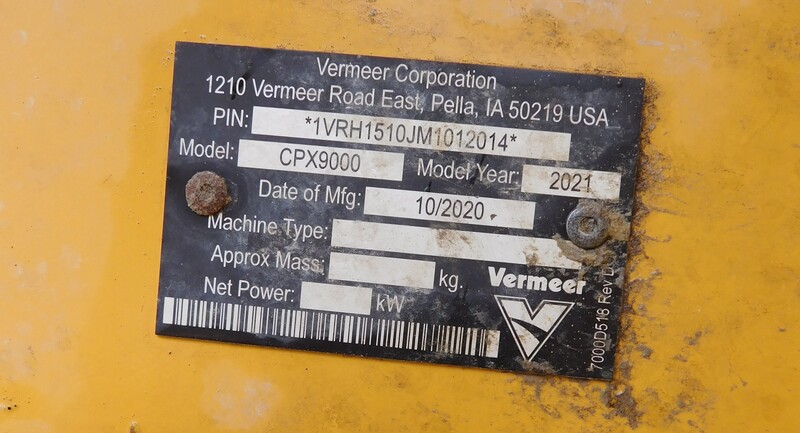 Vermeer Corporation
1210 Vermeer Road East, Pella, IA 50219 USA
PIN: *1VRH1510JM1012014*
Model: CPX9000 Model Year: 2021
Date of Mfg: 10/2020
Machine Type:
Approx Mass: kg.
Net Power: kW
Vermeer
7000D518 Rev